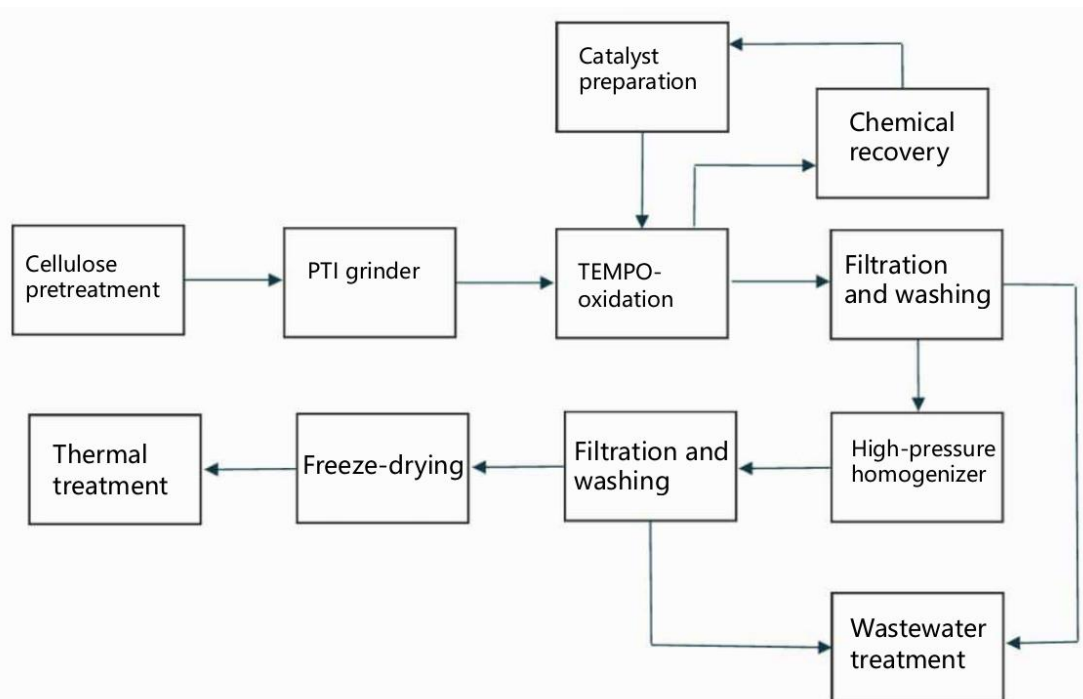 Catalyst
preparation
Chemical
recovery
Cellulose
pretreatment
PTI grinder
TEMPO-
oxidation
Filtration
and washing
Thermal
treatment
Freeze-drying
Filtration and
washing
High-pressure
homogenizer
Wastewater
treatment